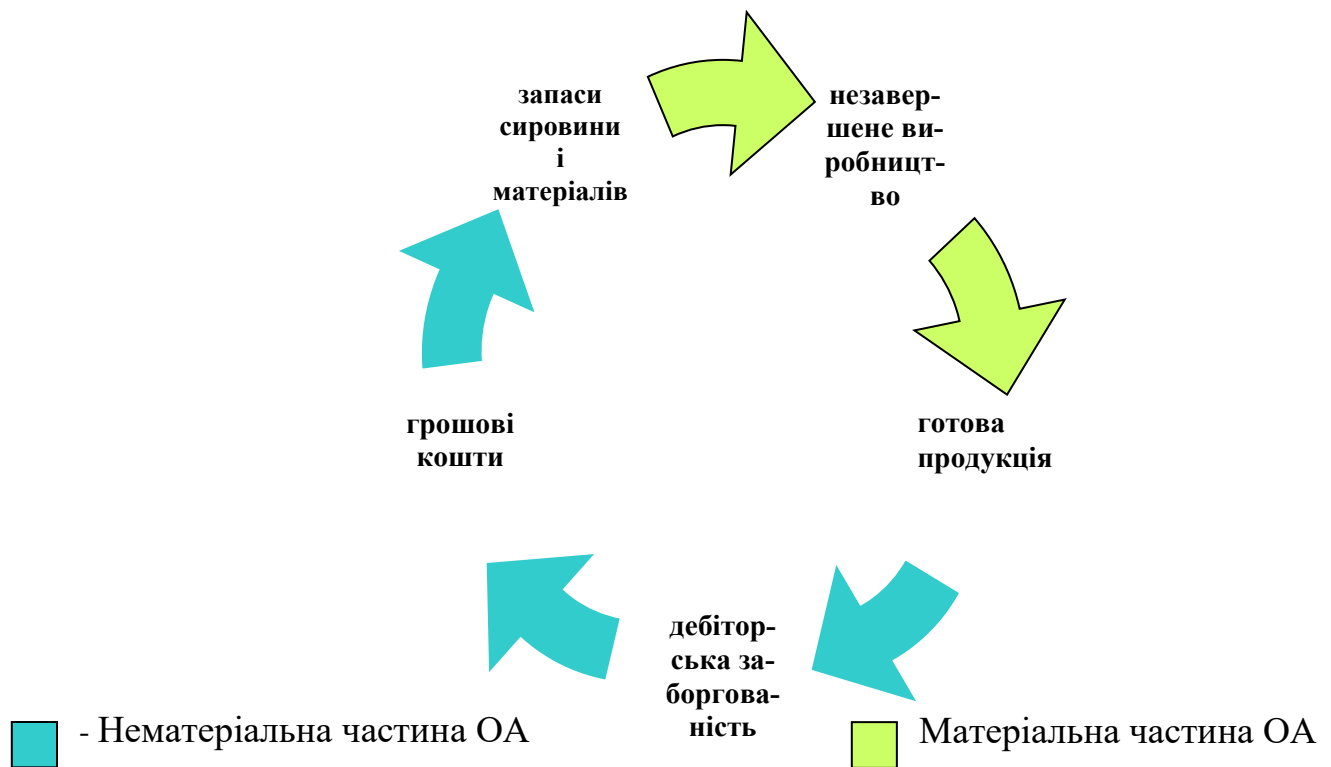 запаси
сировини
і
матеріалів
незавер-
шене ви-
робницт-
во
готова
продукція
дебітор-
ська за-
боргова-
ність
грошові
кошти
- Нематеріальна частина ОА
Матеріальна частина ОА